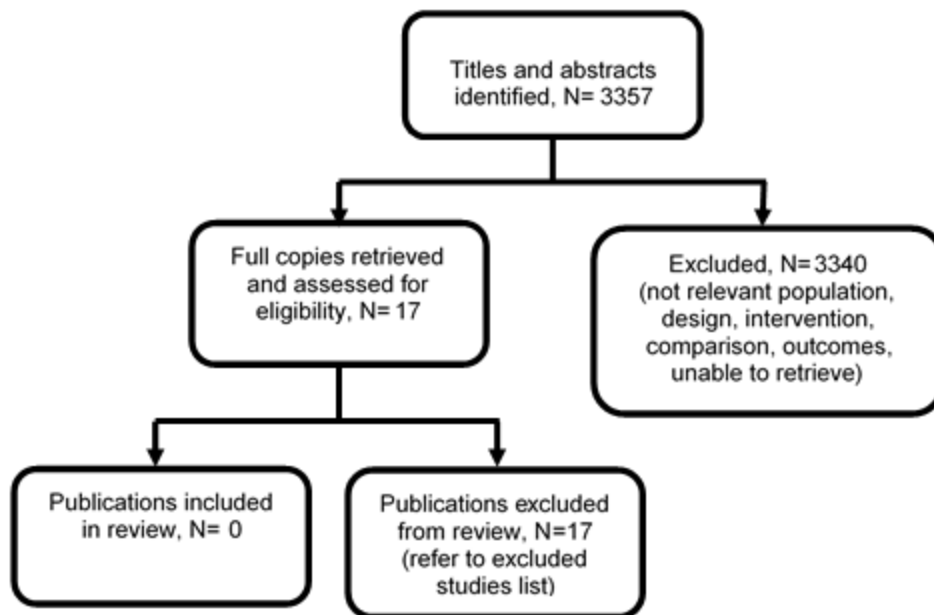 Titles and abstracts
identified, N= 3357
Full copies retrieved
and assessed for
eligibility, N= 17
Excluded, N= 3340
(not relevant population,
design, intervention,
comparison, outcomes,
unable to retrieve)
Publications included
in review, N= 0
Publications excluded
from review, N=17
(refer to excluded
studies list)